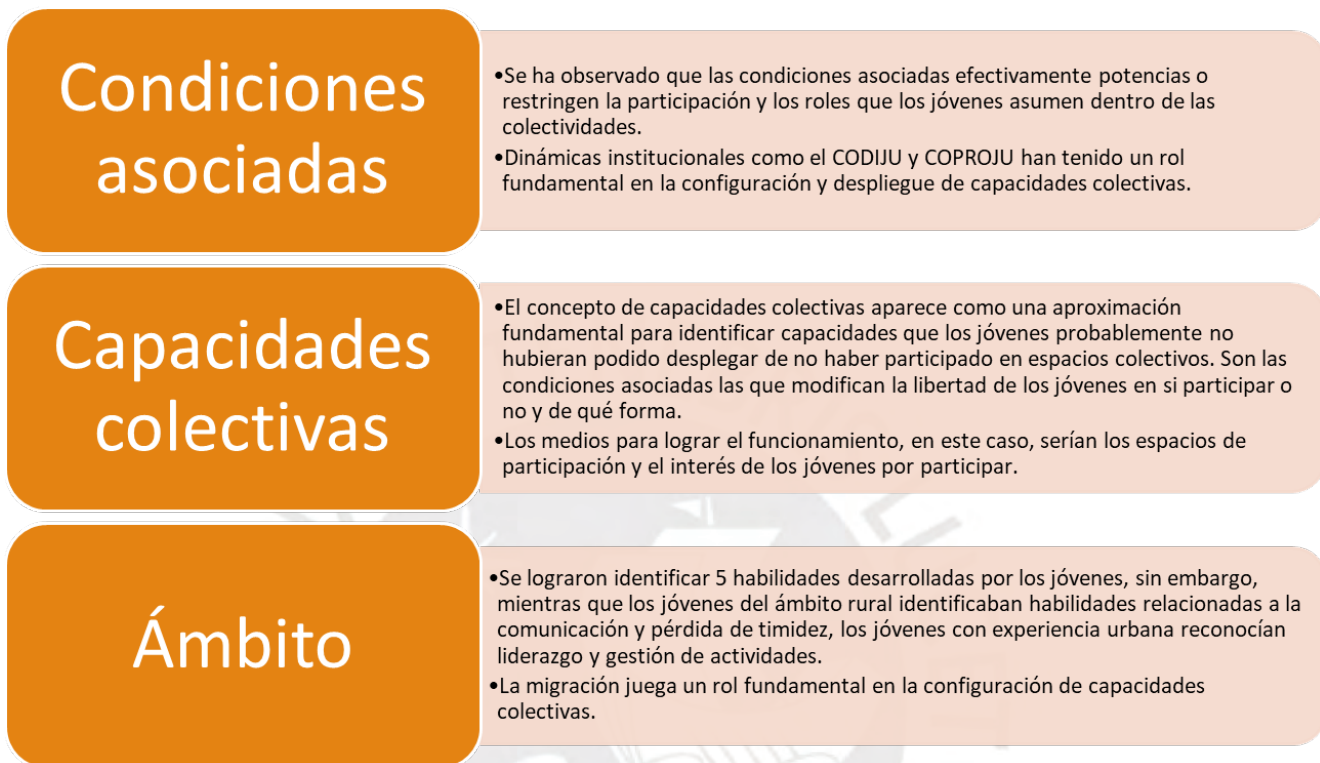 Condiciones
asociadas
•Se ha observado que las condiciones asociadas efectivamente potencias o
restringen la participación y los roles que los jóvenes asumen dentro de las
colectividades.
•Dinámicas institucionales como el CODIJU y COPROJU han tenido un rol
fundamental en la configuración y despliegue de capacidades colectivas.
Capacidades
colectivas
•El concepto de capacidades colectivas aparece como una aproximación
fundamental para identificar capacidades que los jóvenes probablemente no
hubieran podido desplegar de no haber participado en espacios colectivos. Son las
condiciones asociadas las que modifican la libertad de los jóvenes en si participar o
no y de qué forma.
•Los medios para lograr el funcionamiento, en este caso, serían los espacios de
participación y el interés de los jóvenes por participar.
Ámbito
•Se lograron identificar 5 habilidades desarrolladas por los jóvenes, sin embargo,
mientras que los jóvenes del ámbito rural identificaban habilidades relacionadas a la
comunicación y pérdida de timidez, los jóvenes con experiencia urbana reconocían
liderazgo y gestión de actividades.
•La migración juega un rol fundamental en la configuración de capacidades
colectivas.